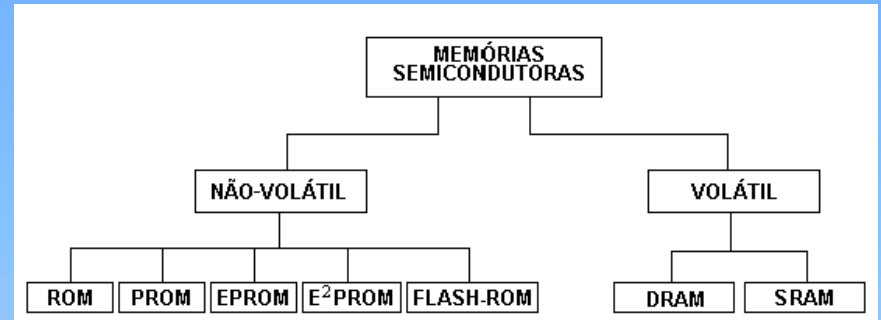 MEMÓRIAS
SEMICONDUTORAS
NÃO-VOLÁTIL
VOLÁTIL
ROM
PROM
EPROM
E²PROM
FLASH-ROM
DRAM
SRAM